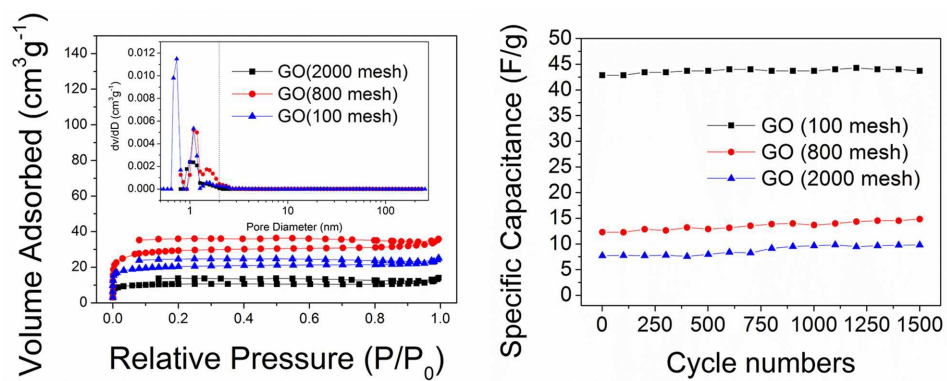 Volume Adsorbed (cm³g⁻¹)
140
120
100
80
60
40
20
0
0.0 0.2 0.4 0.6 0.8 1.0
Relative Pressure (P/P₀)
dv/dD (cm³g⁻¹)
0.012
0.010
0.008
0.006
0.004
0.002
0.000
1 10 100
Pore Diameter (nm)
GO(2000 mesh)
GO(800 mesh)
GO(100 mesh)
Specific Capacitance (F/g)
50
45
40
35
30
25
20
15
10
5
0
0 250 500 750 1000 1250 1500
Cycle numbers
GO (100 mesh)
GO (800 mesh)
GO (2000 mesh)